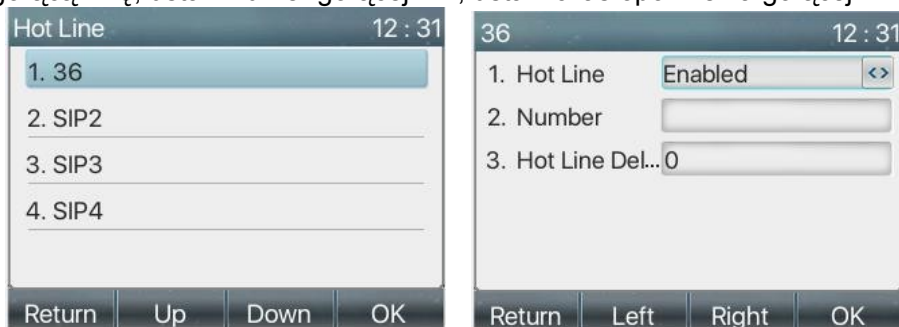 Hot Line 12 : 31
1. 36
2. SIP2
3. SIP3
4. SIP4
Return Up Down OK
36 12 : 31
1. Hot Line Enabled <>
2. Number
3. Hot Line Del... 0
Return Left Right OK